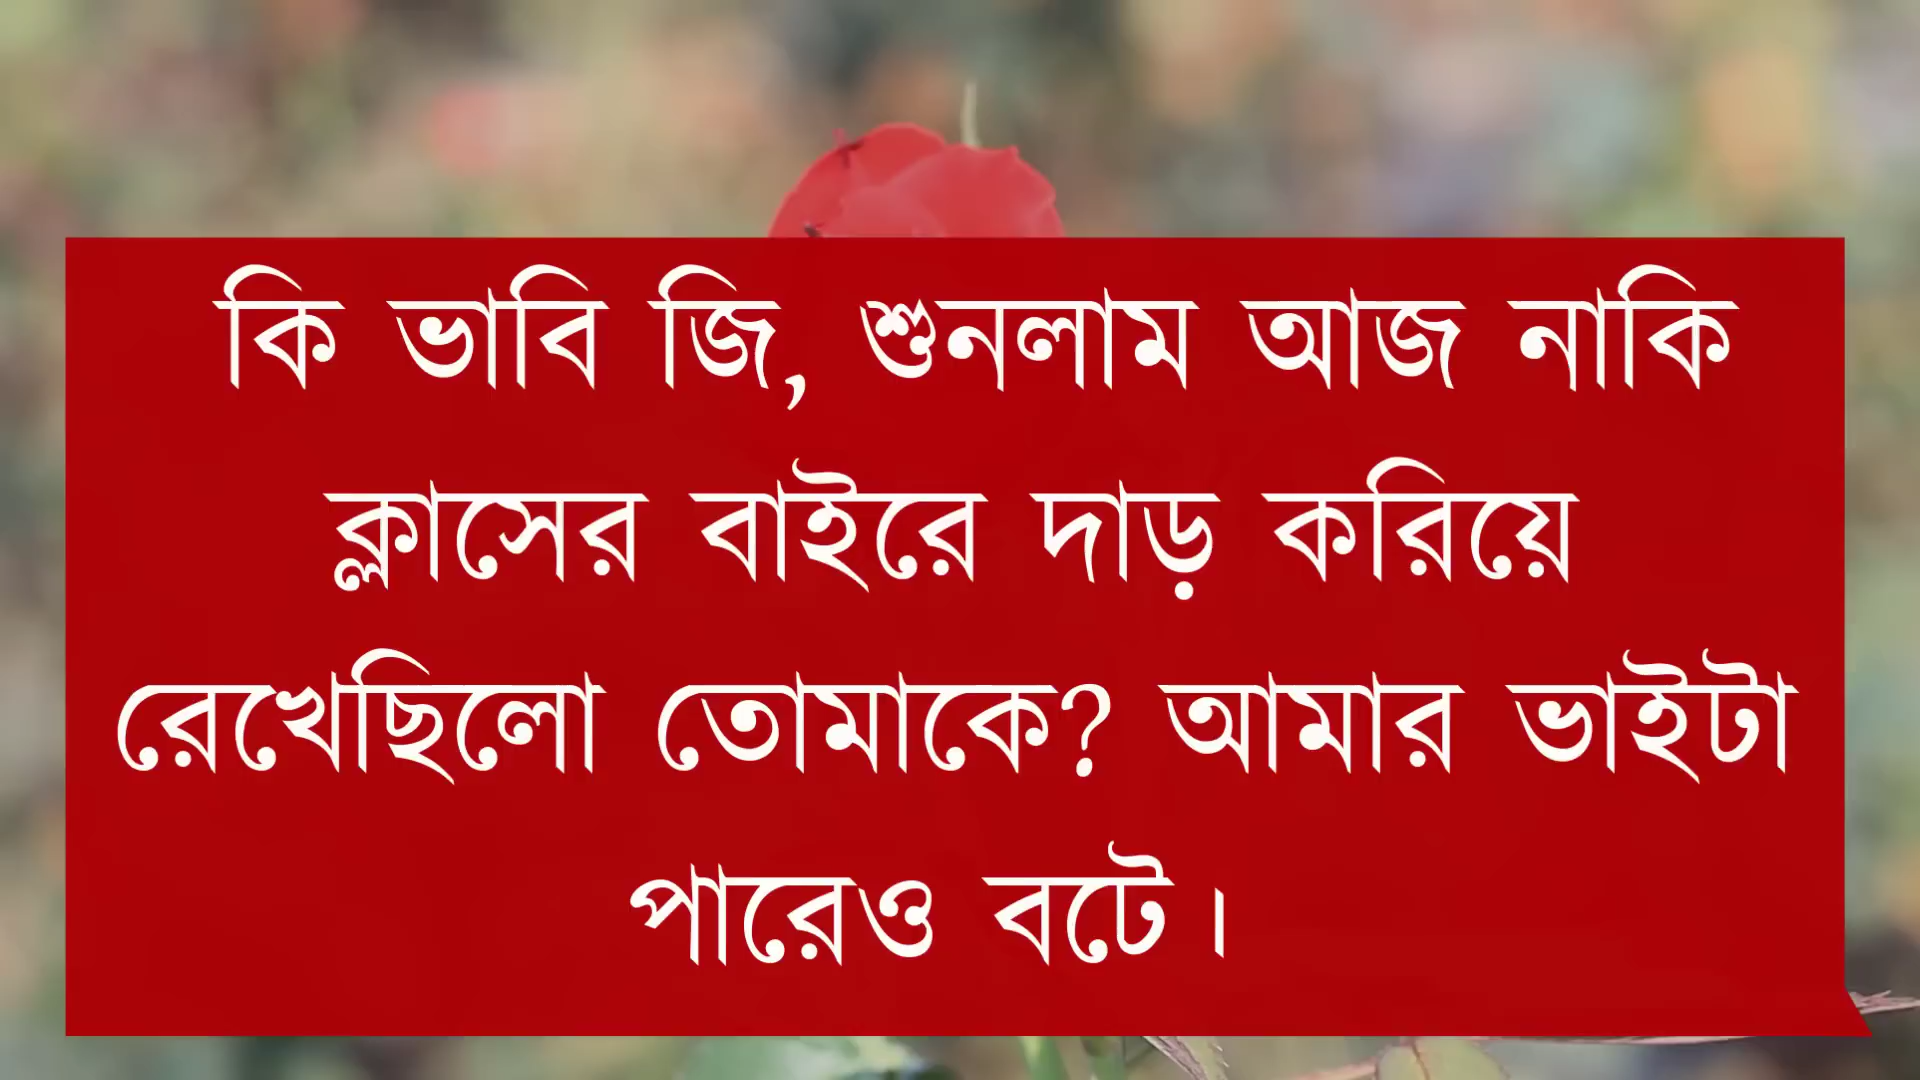 কি ভাবি জি, শুনলাম আজ নাকি
ক্লাসের বাইরে দাড় করিয়ে
রেখেছিলো তোমাকে? আমার ভাইটা
পারেও বটে।